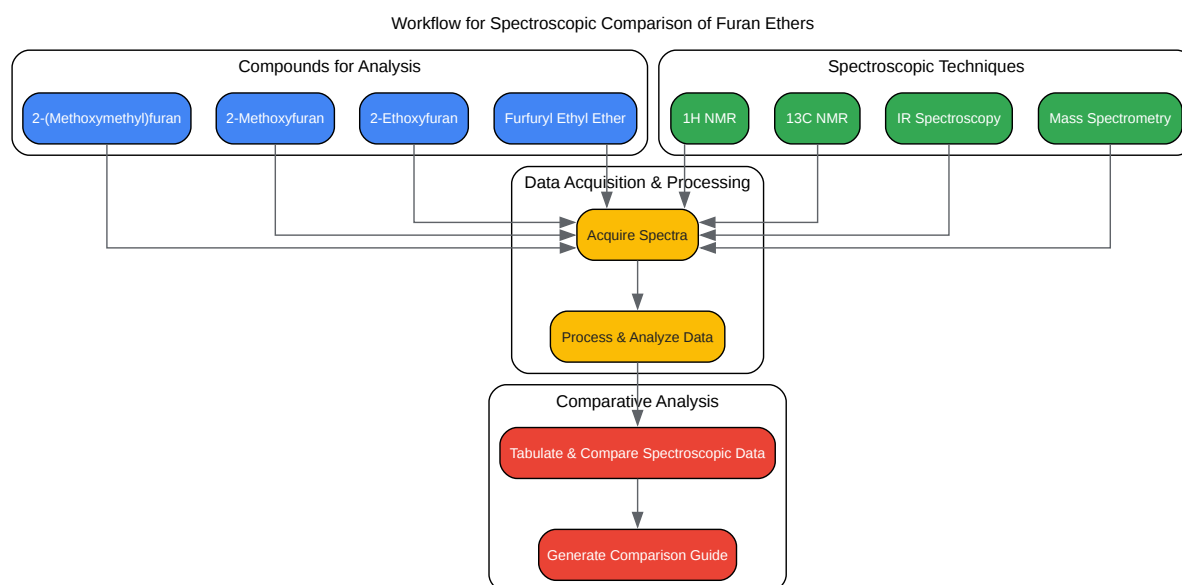 Workflow for Spectroscopic Comparison of Furan Ethers
Compounds for Analysis
2-(Methoxymethyl)furan
2-Methoxyfuran
2-Ethoxyfuran
Furfuryl Ethyl Ether
Spectroscopic Techniques
1H NMR
13C NMR
IR Spectroscopy
Mass Spectrometry
Data Acquisition & Processing
Acquire Spectra
Process & Analyze Data
Comparative Analysis
Tabulate & Compare Spectroscopic Data
Generate Comparison Guide